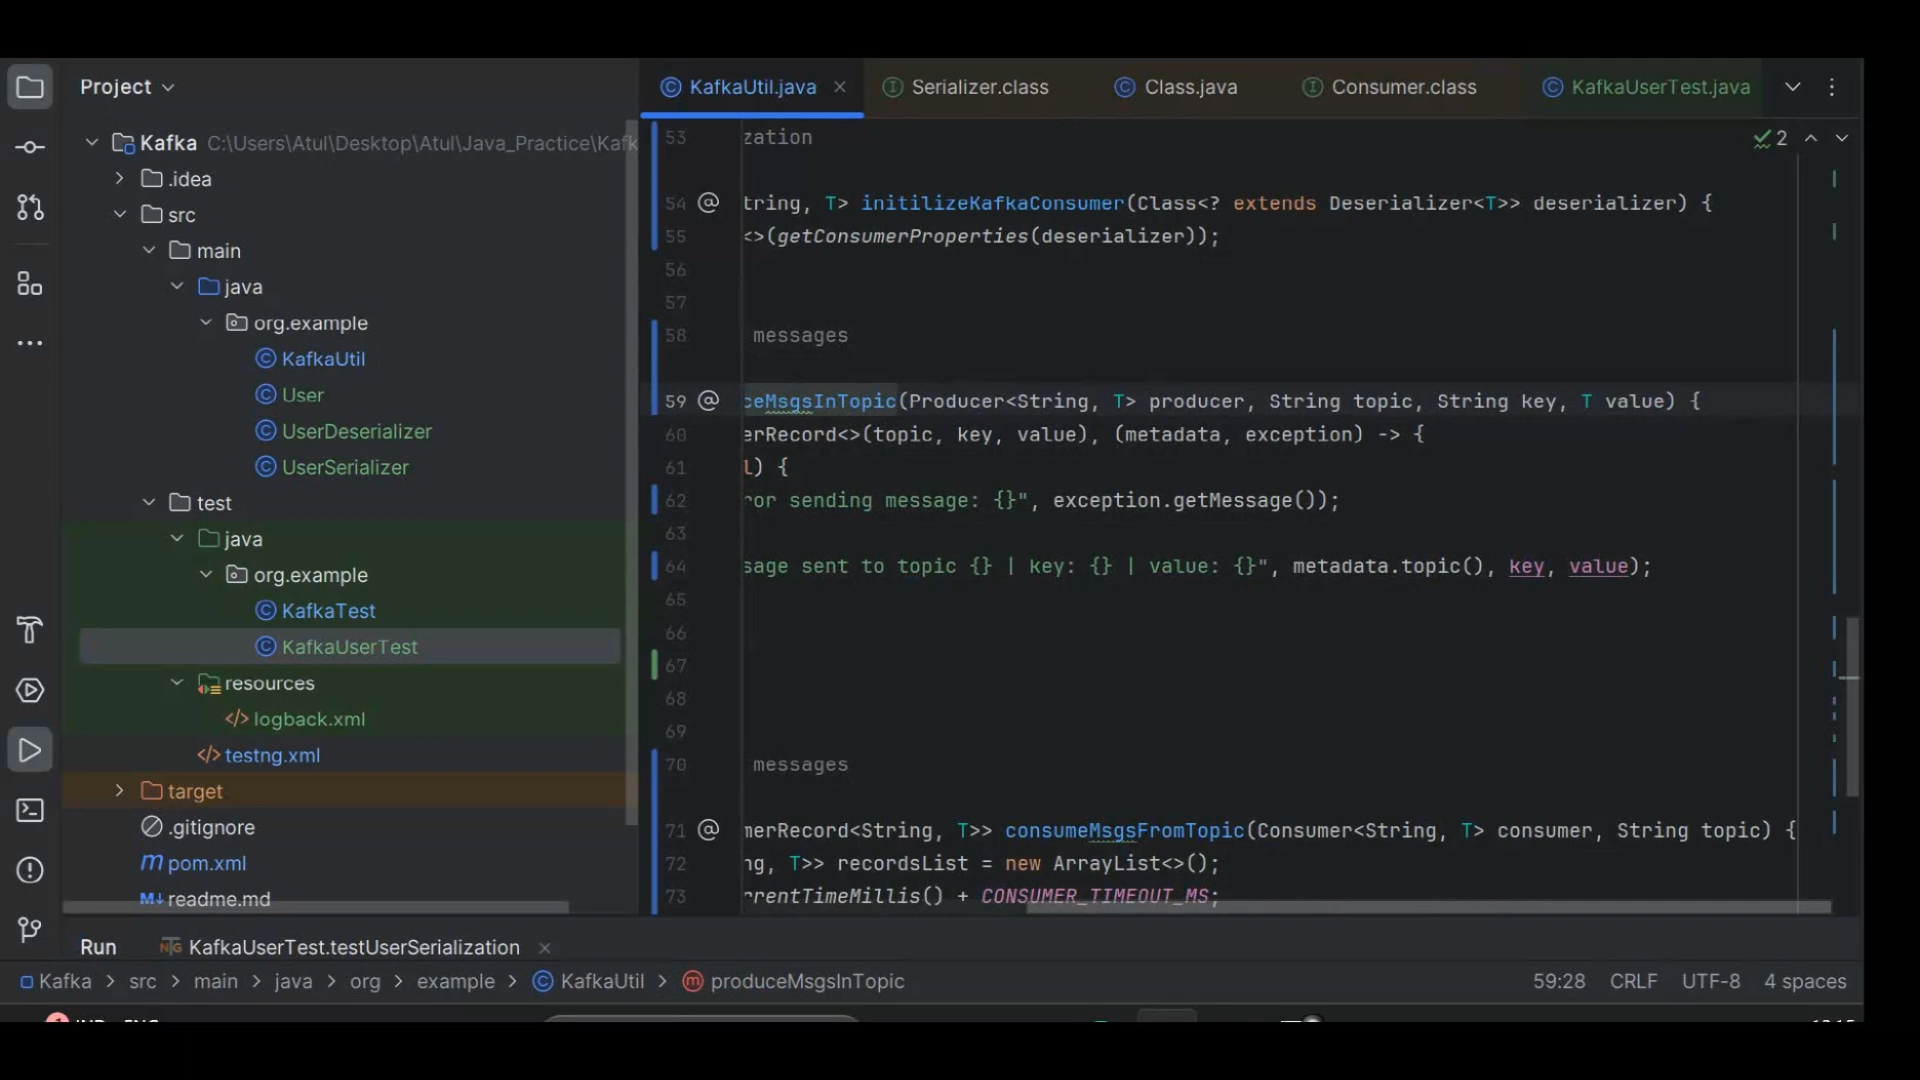 Project
KafkaUtil.java
Serializer.class
Class.java
Consumer.class
KafkaUserTest.java
Kafka C:\Users\Atul\Desktop\Atul\Java_Practice\Kafk
.idea
src
main
java
org.example
KafkaUtil
User
UserDeserializer
UserSerializer
test
java
org.example
KafkaTest
KafkaUserTest
resources
logback.xml
testng.xml
target
.gitignore
pom.xml
readme.md
2
53 zation
54 @ tring, T> initilizeKafkaConsumer(Class<? extends Deserializer<T>> deserializer) {
55 <>(getConsumerProperties(deserializer));
56
57
58 messages
59 @ ceMsgsInTopic(Producer<String, T> producer, String topic, String key, T value) {
60 erRecord<>(topic, key, value), (metadata, exception) -> {
61 l) {
62 ror sending message: {}", exception.getMessage());
63
64 sage sent to topic {} | key: {} | value: {}", metadata.topic(), key, value);
65
66
67
68
69
70 messages
71 @ merRecord<String, T>> consumeMsgsFromTopic(Consumer<String, T> consumer, String topic) {
72 ng, T>> recordsList = new ArrayList<>();
73 rrentTimeMillis() + CONSUMER_TIMEOUT_MS;
Run KafkaUserTest.testUserSerialization
Kafka > src > main > java > org > example > KafkaUtil > produceMsgsInTopic
59:28 CRLF UTF-8 4 spaces